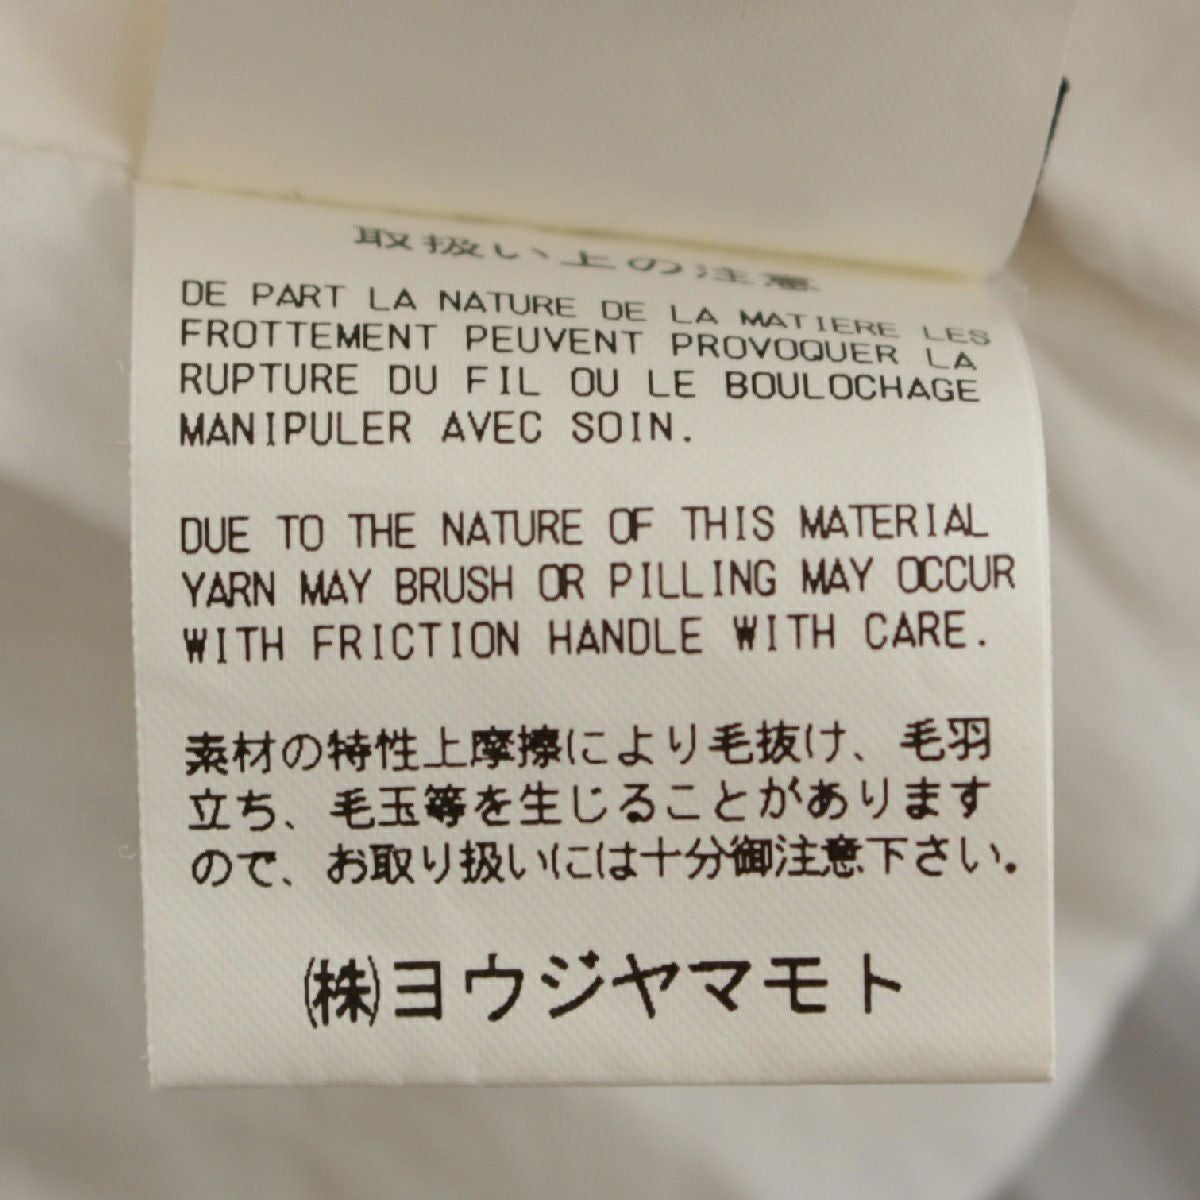 取扱い上の注意
DE PART LA NATURE DE LA MATIERE LES
FROTTEMENT PEUVENT PROVOQUER LA
RUPTURE DU FIL OU LE BOULOCHAGE
MANIPULER AVEC SOIN.
DUE TO THE NATURE OF THIS MATERIAL
YARN MAY BRUSH OR PILLING MAY OCCUR
WITH FRICTION HANDLE WITH CARE.
素材の特性上摩擦により毛抜け、毛羽
立ち、毛玉等を生じることがあります
ので、お取り扱いには十分御注意下さい。
㈱ヨウジヤマモト